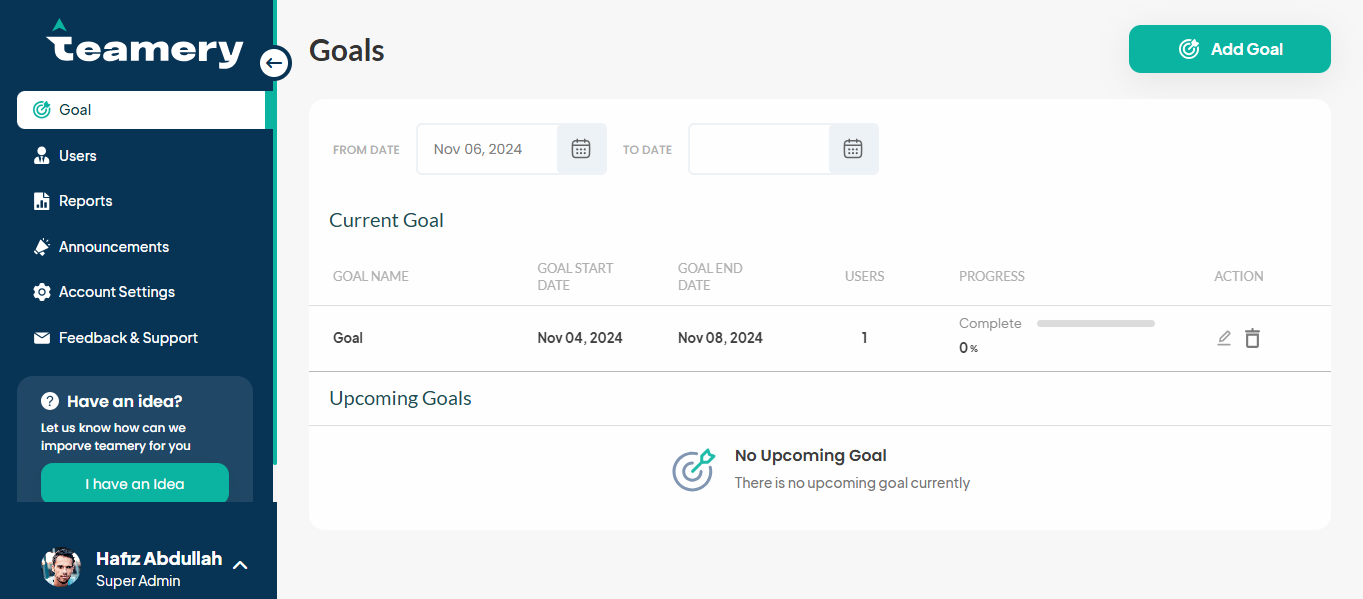 teamery
Goals
Add Goal
Goal
Users
Reports
Announcements
Account Settings
Feedback & Support
Have an idea?
Let us know how can we
imporve teamery for you
I have an Idea
Hafiz Abdullah
Super Admin
FROM DATE Nov 06, 2024 TO DATE
Current Goal
GOAL NAME GOAL START DATE GOAL END DATE USERS PROGRESS ACTION
Goal Nov 04, 2024 Nov 08, 2024 1 Complete
0 %
Upcoming Goals
No Upcoming Goal
There is no upcoming goal currently